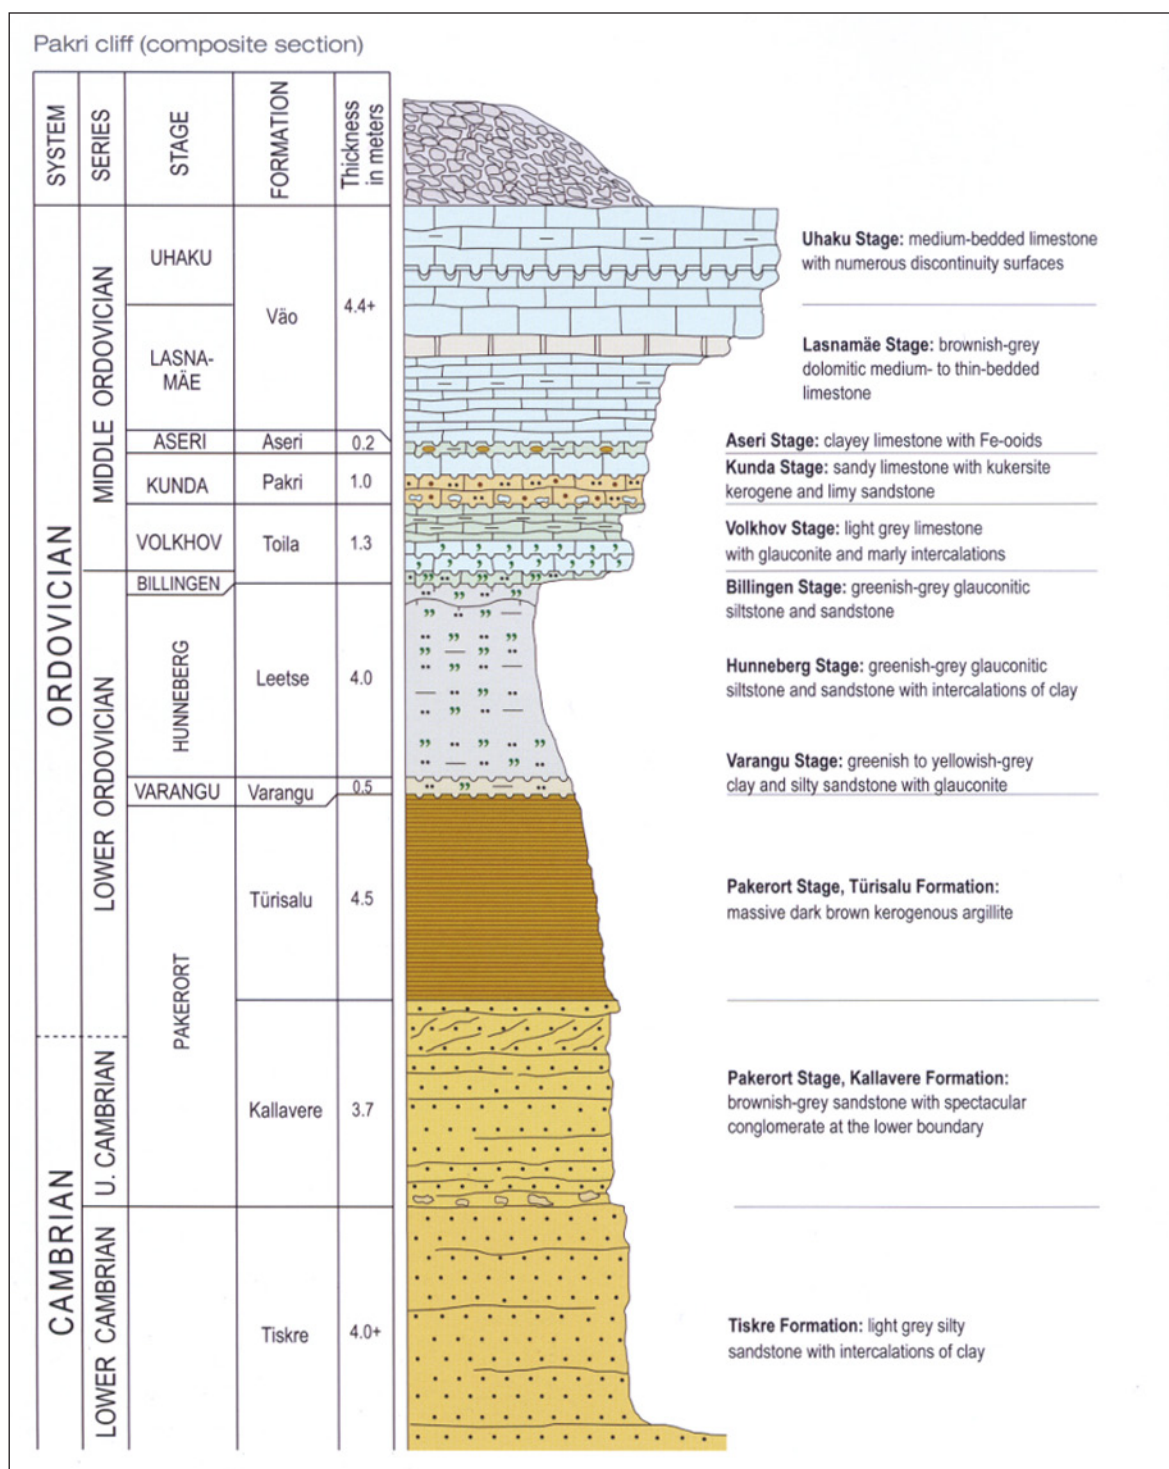 Pakri cliff (composite section)
SYSTEM
SERIES
STAGE
FORMATION
Thickness
in meters
ORDOVICIAN
CAMBRIAN
MIDDLE ORDOVICIAN
LOWER ORDOVICIAN
U. CAMBRIAN
LOWER CAMBRIAN
UHAKU
LASNA-
MÄE
ASERI
KUNDA
VOLKHOV
BILLINGEN
HUNNEBERG
VARANGU
PAKERORT
Väo
Aseri
Pakri
Toila
Leetse
Varangu
Türisalu
Kallavere
Tiskre
4.4+
0.2
1.0
1.3
4.0
0.5
4.5
3.7
4.0+
Uhaku Stage: medium-bedded limestone
with numerous discontinuity surfaces
Lasnamäe Stage: brownish-grey
dolomitic medium- to thin-bedded
limestone
Aseri Stage: clayey limestone with Fe-ooids
Kunda Stage: sandy limestone with kukersite
kerogene and limy sandstone
Volkhov Stage: light grey limestone
with glauconite and marly intercalations
Billingen Stage: greenish-grey glauconitic
siltstone and sandstone
Hunneberg Stage: greenish-grey glauconitic
siltstone and sandstone with intercalations of clay
Varangu Stage: greenish to yellowish-grey
clay and silty sandstone with glauconite
Pakerort Stage, Türisalu Formation:
massive dark brown kerogenous argillite
Pakerort Stage, Kallavere Formation:
brownish-grey sandstone with spectacular
conglomerate at the lower boundary
Tiskre Formation: light grey silty
sandstone with intercalations of clay